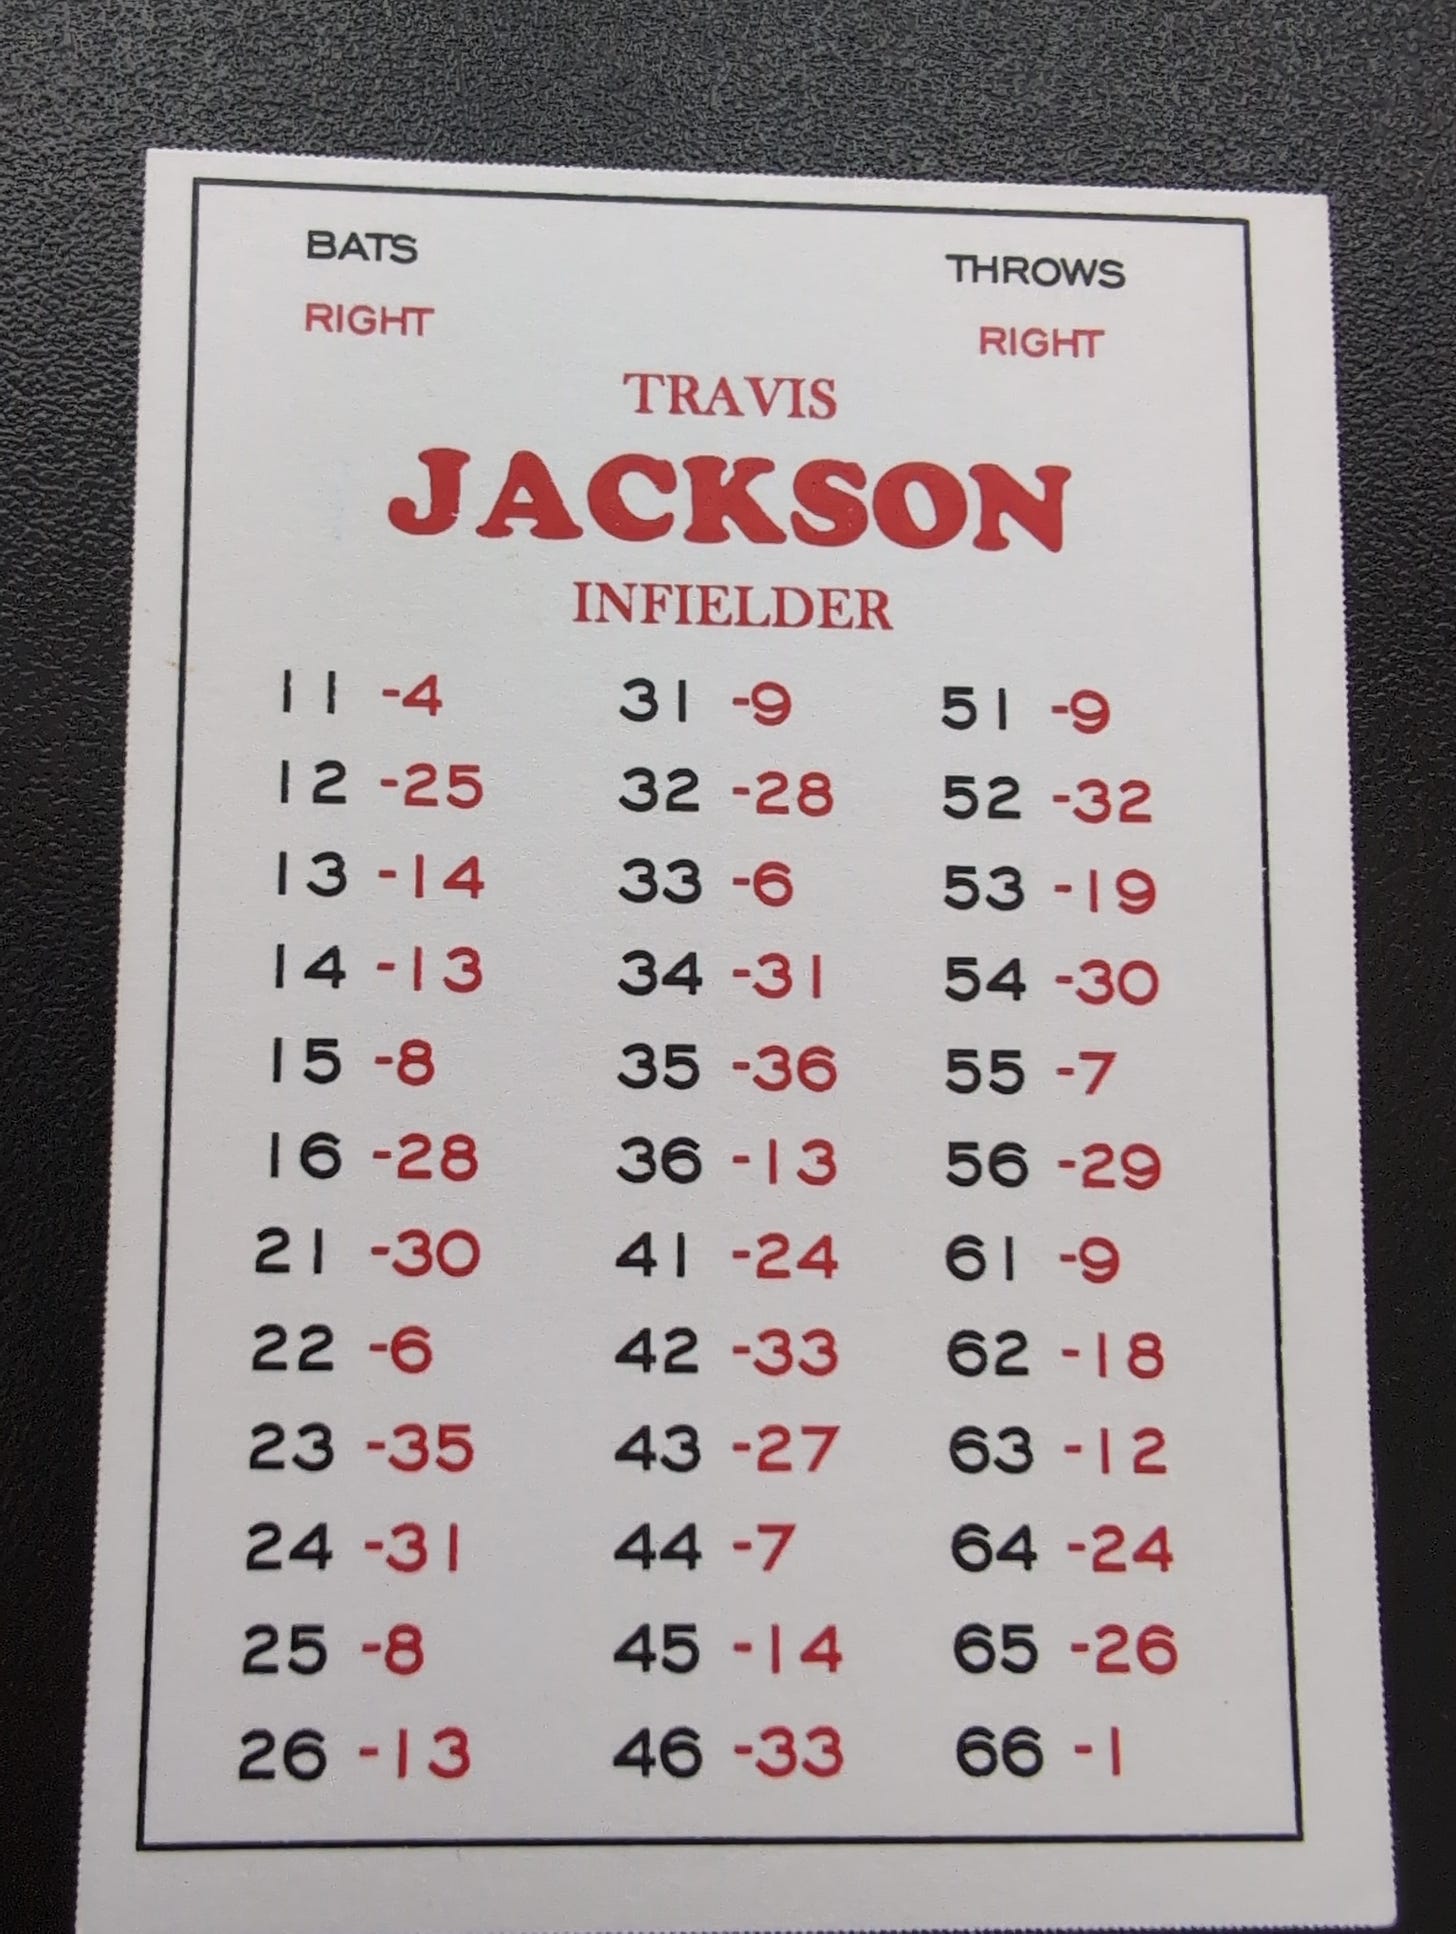 BATS THROWS
RIGHT RIGHT
TRAVIS
JACKSON
INFIELDER
11 -4 31 -9 51 -9
12 -25 32 -28 52 -32
13 -14 33 -6 53 -19
14 -13 34 -31 54 -30
15 -8 35 -36 55 -7
16 -28 36 -13 56 -29
21 -30 41 -24 61 -9
22 -6 42 -33 62 -18
23 -35 43 -27 63 -12
24 -31 44 -7 64 -24
25 -8 45 -14 65 -26
26 -13 46 -33 66 -1